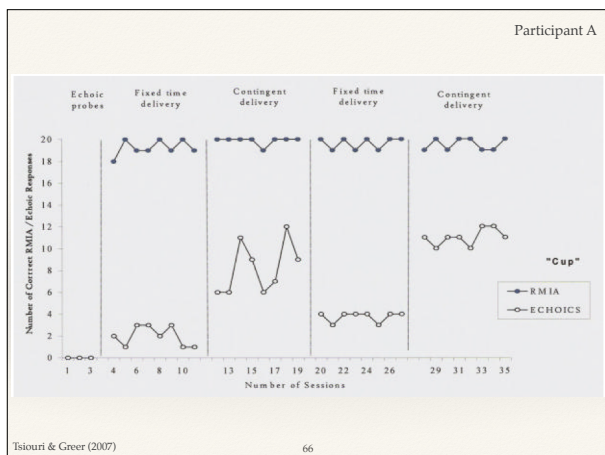 Participant A
Echoic
probes
Fixed time
delivery
Contingent
delivery
Fixed time
delivery
Contingent
delivery
Number of Corrrect RMIA/Echoic Responses
20
18
16
14
12
10
8
6
4
2
0
1 3 4 6 8 10 13 15 17 19 20 22 24 26 29 31 33 35
Number of Sessions
"Cup"
RMIA
ECHOICS
Tsiouri & Greer (2007)
66